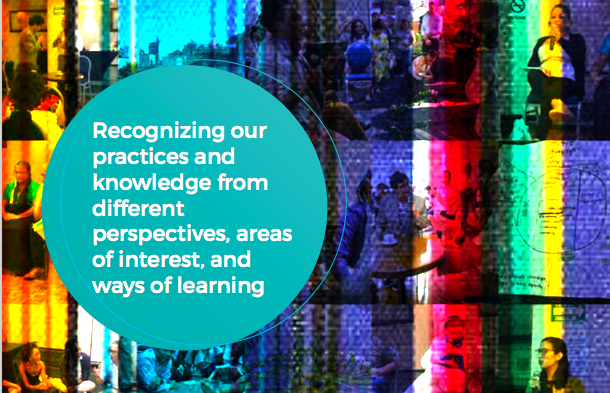 Recognizing our
practices and
knowledge from
different
perspectives, areas
of interest, and
ways of learning